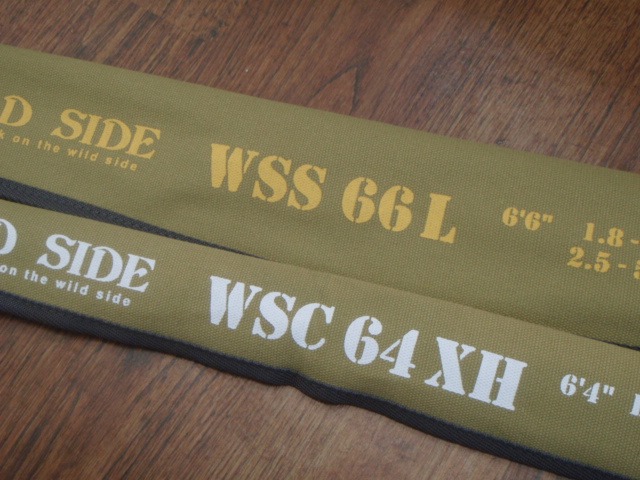 D SIDE
on the wild side
WSS 66 L
6'6" 1.8 -
2.5 -
D SIDE
on the wild side
WSC 64 XH
6'4"